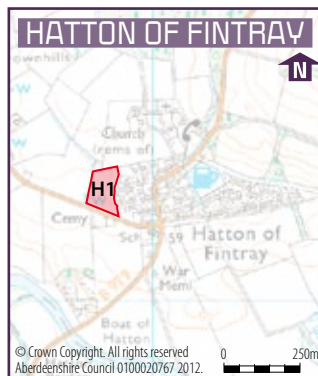 HATTON OF FINTRAY
N
ownhills
Church
(rems of)
H1
Cemy
Sch
59
Hatton of
Fintray
War
Meml
Boat of
Hatton
© Crown Copyright. All rights reserved
Aberdeenshire Council 0100020767 2012.
0 250m